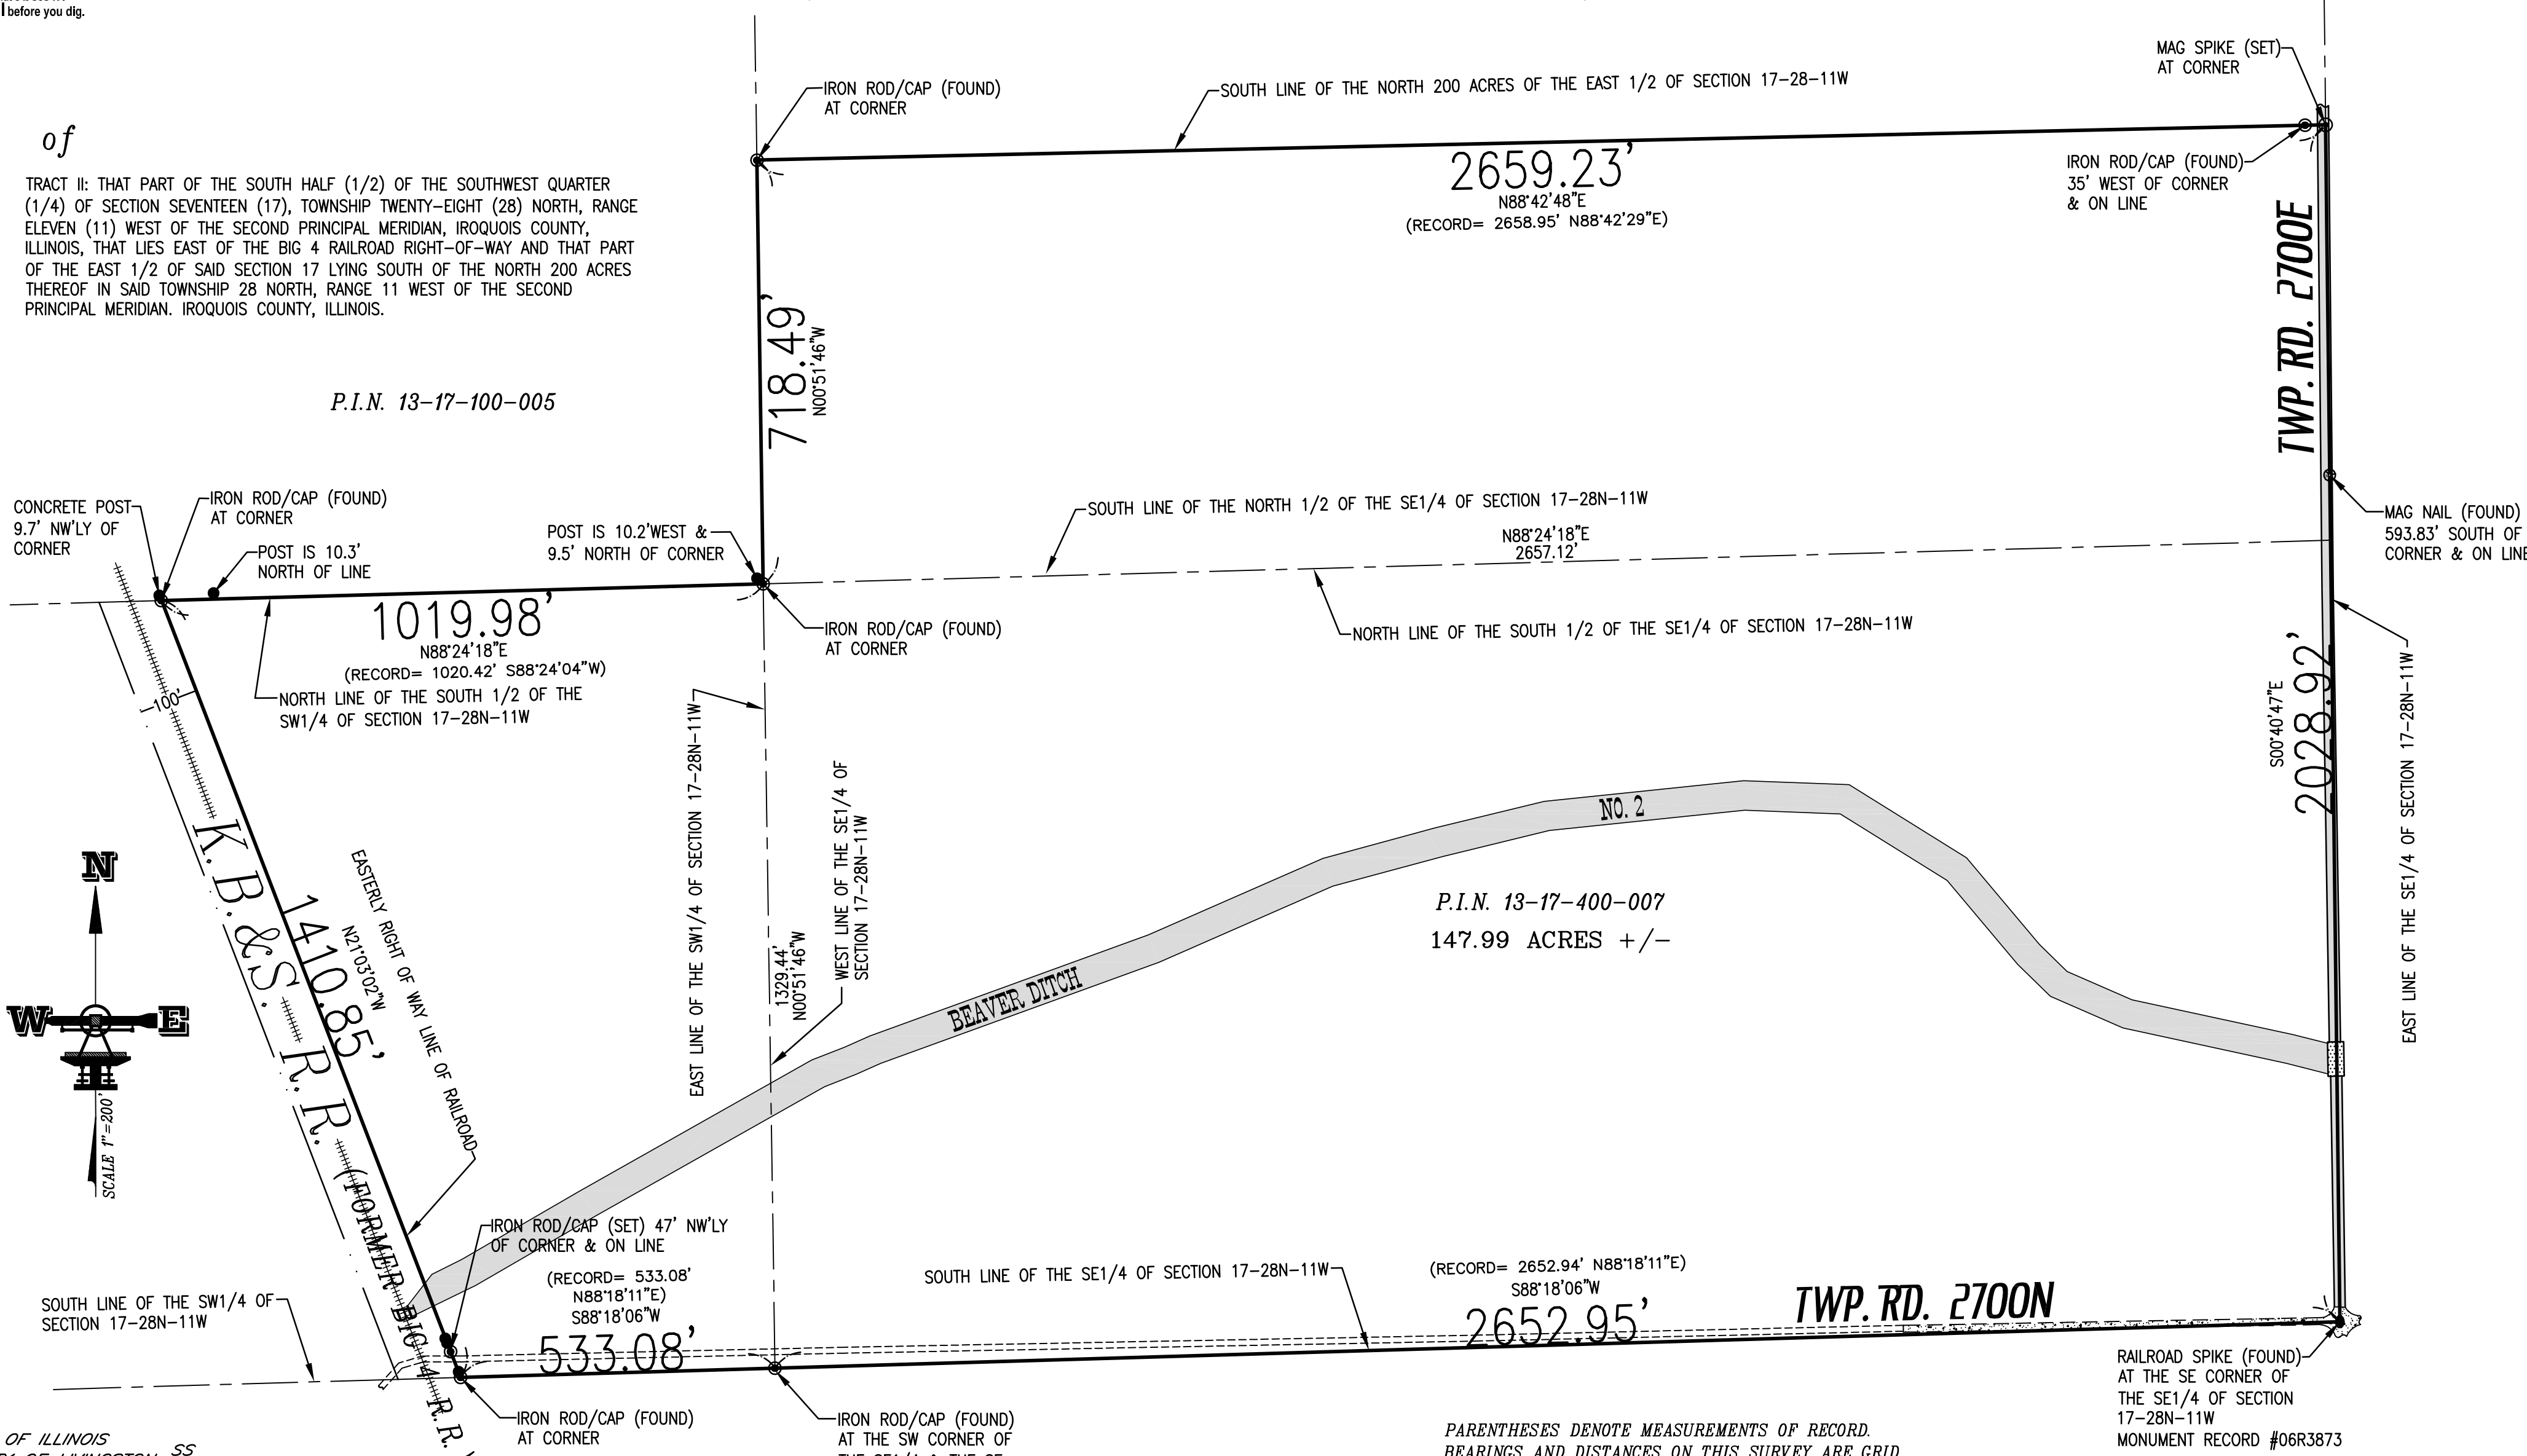 before you dig.
MAG SPIKE (SET)
AT CORNER
IRON ROD/CAP (FOUND)
AT CORNER
SOUTH LINE OF THE NORTH 200 ACRES OF THE EAST 1/2 OF SECTION 17-28-11W
of
2659.23'
N88°42'48"E
(RECORD= 2658.95' N88°42'29"E)
IRON ROD/CAP (FOUND)
35' WEST OF CORNER
& ON LINE
TRACT II: THAT PART OF THE SOUTH HALF (1/2) OF THE SOUTHWEST QUARTER
(1/4) OF SECTION SEVENTEEN (17), TOWNSHIP TWENTY-EIGHT (28) NORTH, RANGE
ELEVEN (11) WEST OF THE SECOND PRINCIPAL MERIDIAN, IROQUOIS COUNTY,
ILLINOIS, THAT LIES EAST OF THE BIG 4 RAILROAD RIGHT-OF-WAY AND THAT PART
OF THE EAST 1/2 OF SAID SECTION 17 LYING SOUTH OF THE NORTH 200 ACRES
THEREOF IN SAID TOWNSHIP 28 NORTH, RANGE 11 WEST OF THE SECOND
PRINCIPAL MERIDIAN. IROQUOIS COUNTY, ILLINOIS.
TWP. RD. 2700E
718.49'
N00°51'46"W
P.I.N. 13-17-100-005
CONCRETE POST
9.7' NW'LY OF
CORNER
IRON ROD/CAP (FOUND)
AT CORNER
POST IS 10.3'
NORTH OF LINE
POST IS 10.2'WEST &
9.5' NORTH OF CORNER
SOUTH LINE OF THE NORTH 1/2 OF THE SE1/4 OF SECTION 17-28N-11W
N88°24'18"E
2657.12'
MAG NAIL (FOUND)
593.83' SOUTH OF
CORNER & ON LINE
1019.98'
N88°24'18"E
(RECORD= 1020.42' S88°24'04"W)
NORTH LINE OF THE SOUTH 1/2 OF THE
SW1/4 OF SECTION 17-28N-11W
IRON ROD/CAP (FOUND)
AT CORNER
NORTH LINE OF THE SOUTH 1/2 OF THE SE1/4 OF SECTION 17-28N-11W
100'
S00°40'47"E
2028.92'
EAST LINE OF THE SE1/4 OF SECTION 17-28N-11W
EAST LINE OF THE SW1/4 OF SECTION 17-28N-11W
WEST LINE OF THE SE1/4 OF
SECTION 17-28N-11W
1329.44'
N00°51'46"W
NO. 2
BEAVER DITCH
P.I.N. 13-17-400-007
147.99 ACRES +/-
N
W E
SCALE 1"=200'
K. B. & S. R. R. (FORMER BIG 4 R.R.
1410.85'
N21°03'02"W
EASTERLY RIGHT OF WAY LINE OF RAILROAD
IRON ROD/CAP (SET) 47' NW'LY
OF CORNER & ON LINE
(RECORD= 533.08'
N88°18'11"E)
S88°18'06"W
533.08'
SOUTH LINE OF THE SE1/4 OF SECTION 17-28N-11W
(RECORD= 2652.94' N88°18'11"E)
S88°18'06"W
2652.95'
TWP. RD. 2700N
SOUTH LINE OF THE SW1/4 OF
SECTION 17-28N-11W
RAILROAD SPIKE (FOUND)
AT THE SE CORNER OF
THE SE1/4 OF SECTION
17-28N-11W
MONUMENT RECORD #06R3873
IRON ROD/CAP (FOUND)
AT CORNER
IRON ROD/CAP (FOUND)
AT THE SW CORNER OF
PARENTHESES DENOTE MEASUREMENTS OF RECORD.
BEARINGS AND DISTANCES ON THIS SURVEY ARE GRID
OF ILLINOIS
SS